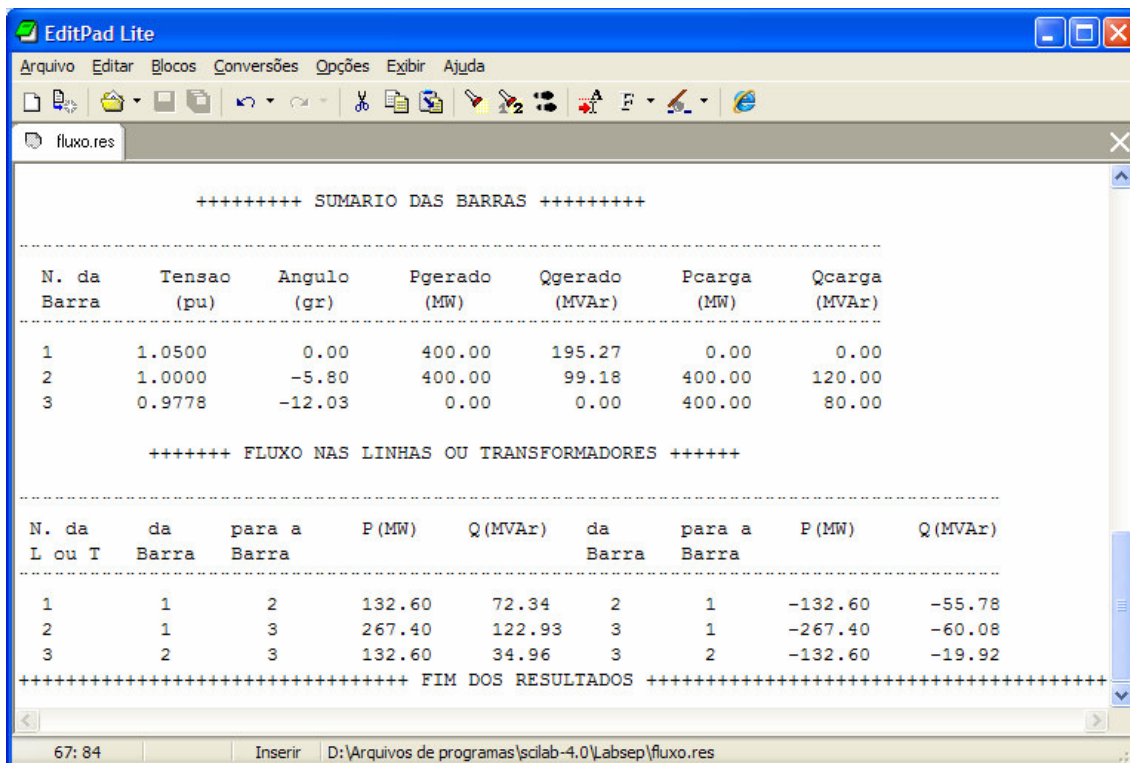 EditPad Lite
Arquivo Editar Blocos Conversões Opções Exibir Ajuda
fluxo.res
+++++++++ SUMARIO DAS BARRAS +++++++++
N. da Tensao Angulo Pgerado Qgerado Pcarga Qcarga
Barra (pu) (gr) (MW) (MVAr) (MW) (MVAr)
1 1.0500 0.00 400.00 195.27 0.00 0.00
2 1.0000 -5.80 400.00 99.18 400.00 120.00
3 0.9778 -12.03 0.00 0.00 400.00 80.00
+++++++ FLUXO NAS LINHAS OU TRANSFORMADORES ++++++
N. da da para a P(MW) Q(MVAr) da para a P(MW) Q(MVAr)
L ou T Barra Barra Barra Barra
1 1 2 132.60 72.34 2 1 -132.60 -55.78
2 1 3 267.40 122.93 3 1 -267.40 -60.08
3 2 3 132.60 34.96 3 2 -132.60 -19.92
+++++++++++++++++++++++++++++++++ FIM DOS RESULTADOS +++++++++++++++++++++++++++++++++++++++
67: 84 Inserir D:\Arquivos de programas\scilab-4.0\Labsep\fluxo.res